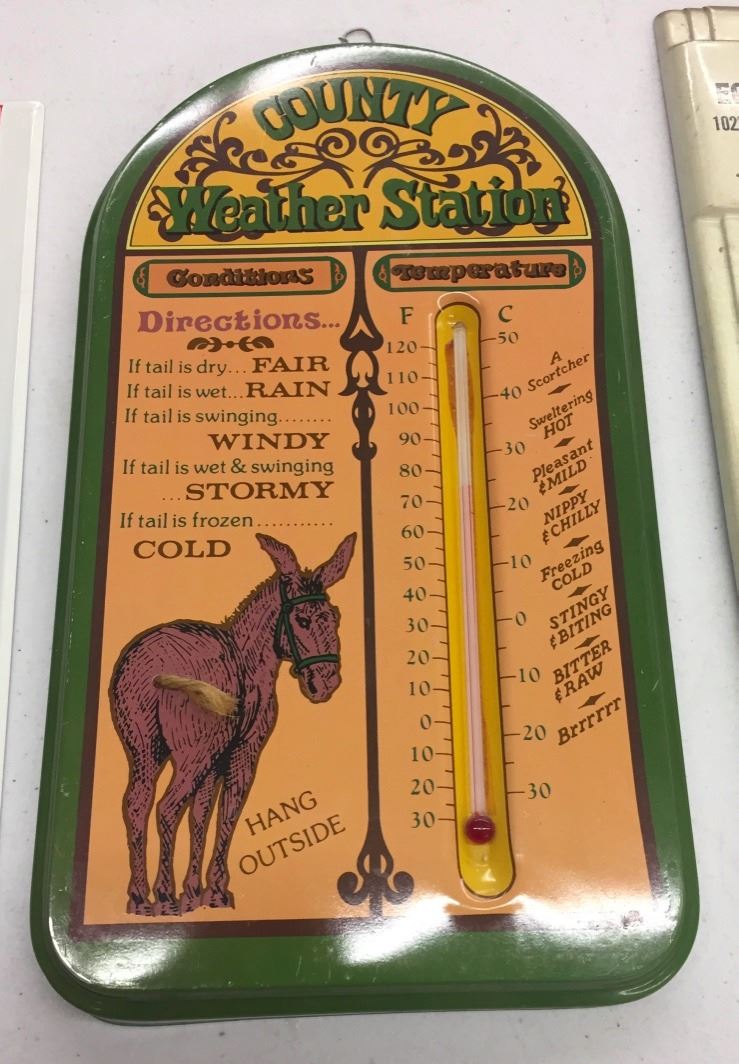 COUNTY
Weather Station
Conditions
Directions...
If tail is dry... FAIR
If tail is wet... RAIN
If tail is swinging........
WINDY
If tail is wet & swinging
...STORMY
If tail is frozen...........
COLD
HANG
OUTSIDE
Temperature
F C
120
110
100
90
80
70
60
50
40
30
20
10
0
10
20
30
50
40
30
20
10
0
10
20
30
A
Scortcher
Sweltering
HOT
Pleasant
& MILD
NIPPY
& CHILLY
Freezing
COLD
STINGY
& BITING
BITTER
& RAW
Brrrrrr
102